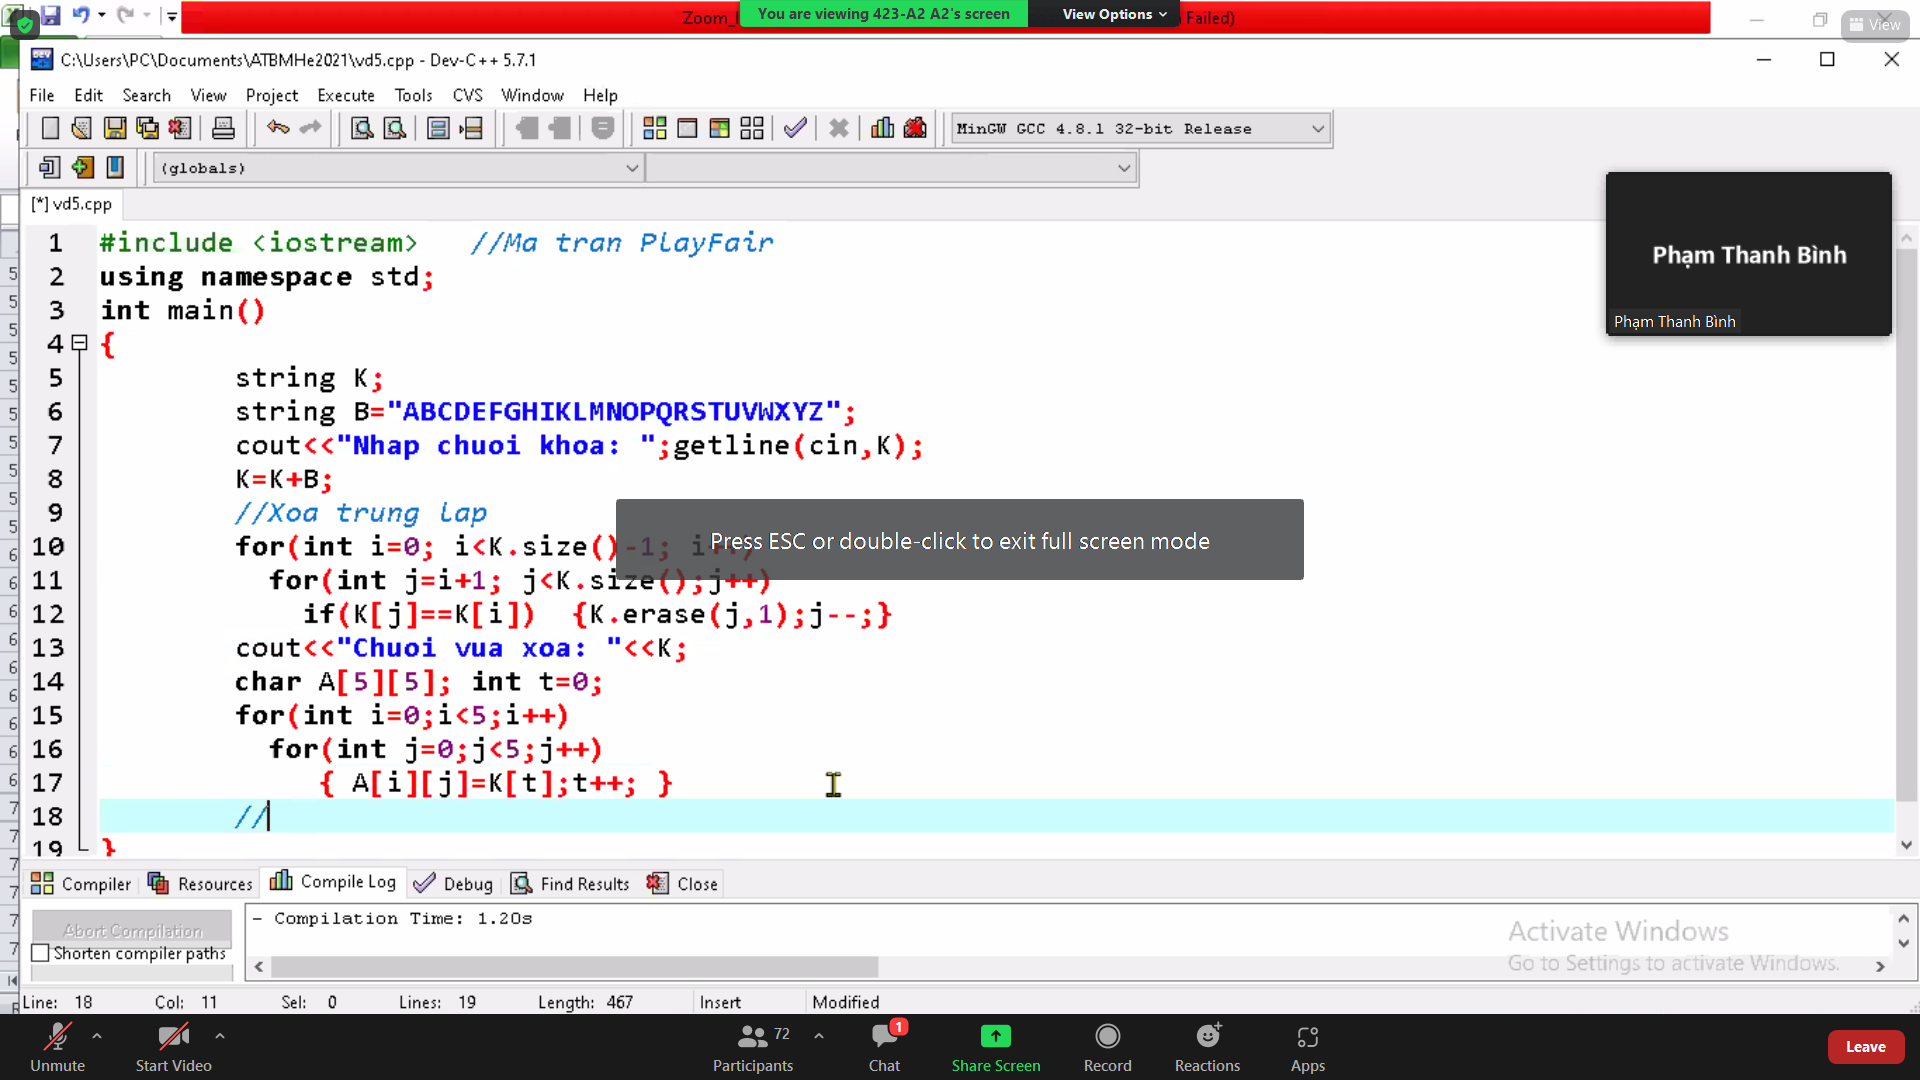 Zoom_
You are viewing 423-A2 A2's screen
View Options
Failed)
View
C:\Users\PC\Documents\ATBMHe2021\vd5.cpp - Dev-C++ 5.7.1
File Edit Search View Project Execute Tools CVS Window Help
MinGW GCC 4.8.1 32-bit Release
(globals)
[*] vd5.cpp
1 #include <iostream> //Ma tran PlayFair
2 using namespace std;
3 int main()
4 {
5 string K;
6 string B="ABCDEFGHIKLMNOPQRSTUVWXYZ";
7 cout<<"Nhap chuoi khoa: ";getline(cin,K);
8 K=K+B;
9 //Xoa trung lap
10 for(int i=0; i<K.size()-1; i++)
11 for(int j=i+1; j<K.size();j++)
12 if(K[j]==K[i]) {K.erase(j,1);j--;}
13 cout<<"Chuoi vua xoa: "<<K;
14 char A[5][5]; int t=0;
15 for(int i=0;i<5;i++)
16 for(int j=0;j<5;j++)
17 { A[i][j]=K[t];t++; }
18 //
19 }
Press ESC or double-click to exit full screen mode
Phạm Thanh Bình
Phạm Thanh Bình
Compiler Resources Compile Log Debug Find Results Close
Abort Compilation
Shorten compiler paths
- Compilation Time: 1.20s
Activate Windows
Go to Settings to activate Windows.
Line: 18 Col: 11 Sel: 0 Lines: 19 Length: 467 Insert Modified
Unmute
Start Video
72
Participants
1
Chat
Share Screen
Record
Reactions
Apps
Leave